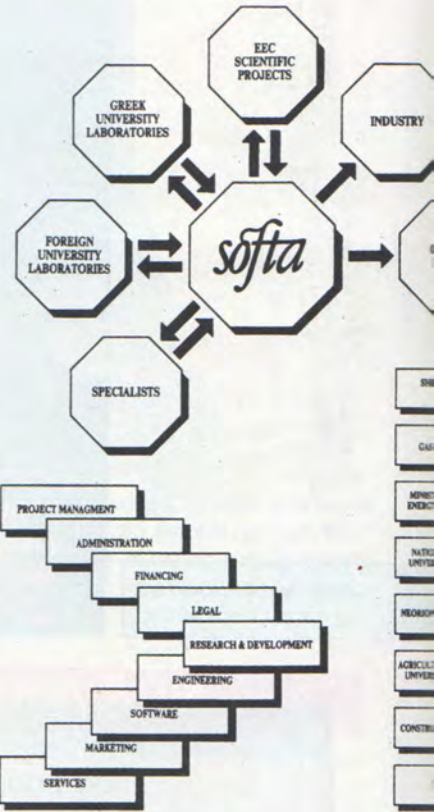 EEC
SCIENTIFIC
PROJECTS
GREEK
UNIVERSITY
LABORATORIES
INDUSTRY
FOREIGN
UNIVERSITY
LABORATORIES
softa
SPECIALISTS
PROJECT MANAGMENT
ADMINISTRATION
FINANCING
LEGAL
RESEARCH & DEVELOPMENT
ENGINEERING
SOFTWARE
MARKETING
SERVICES